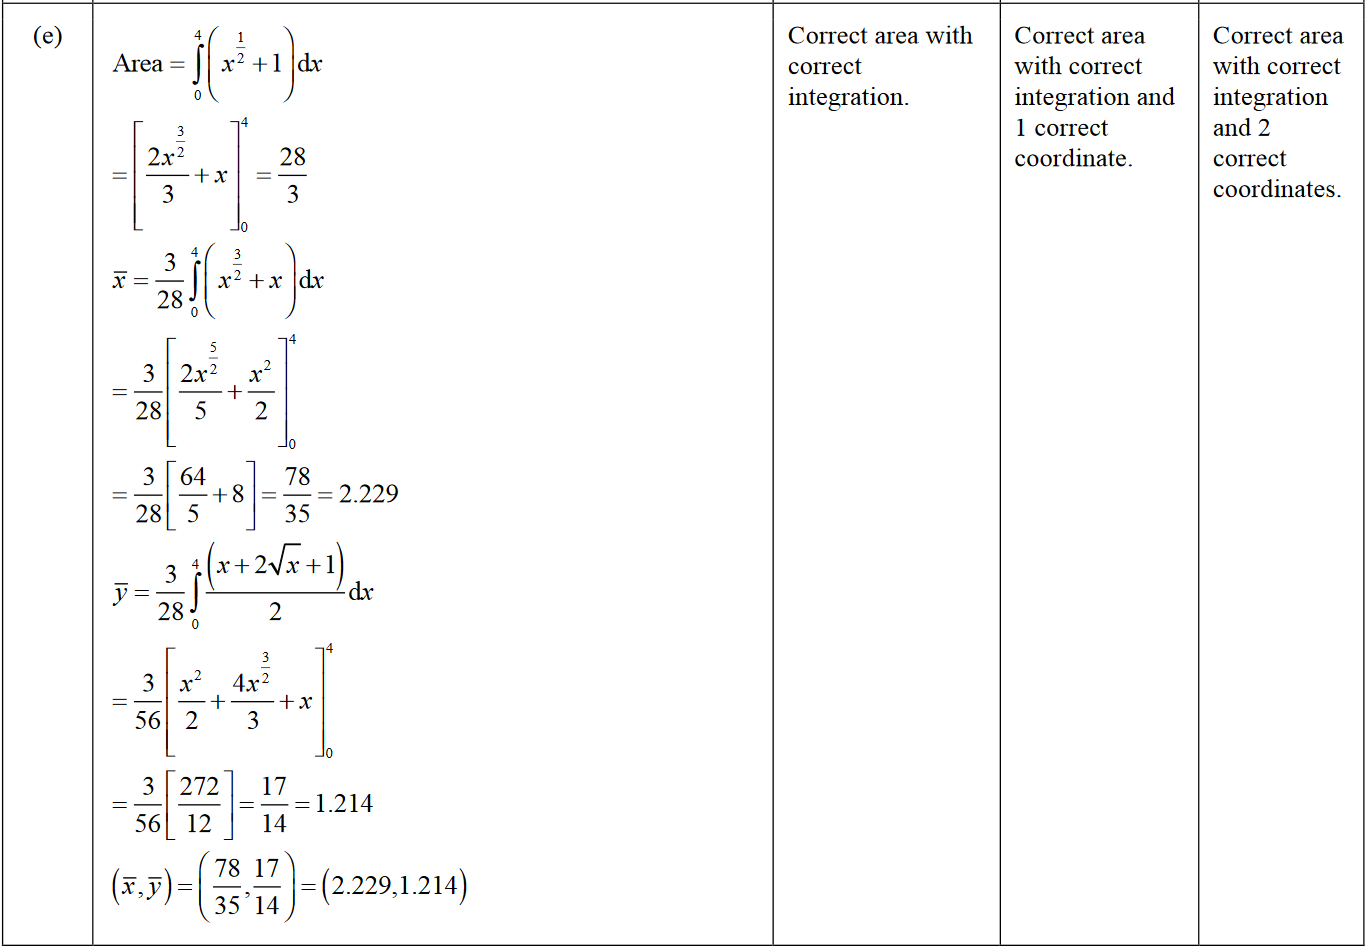 (e)
Area = ∫₀⁴ (x^(1/2) + 1) dx
= [2x^(3/2)/3 + x]₀⁴ = 28/3
x̅ = 3/28 ∫₀⁴ (x^(3/2) + x) dx
= 3/28 [2x^(5/2)/5 + x²/2]₀⁴
= 3/28 [64/5 + 8] = 78/35 = 2.229
y̅ = 3/28 ∫₀⁴ (x + 2√x + 1)/2 dx
= 3/56 [x²/2 + 4x^(3/2)/3 + x]₀⁴
= 3/56 [272/12] = 17/14 = 1.214
(x̅, y̅) = (78/35, 17/14) = (2.229, 1.214)
Correct area with
correct
integration.
Correct area
with correct
integration and
1 correct
coordinate.
Correct area
with correct
integration
and 2
correct
coordinates.